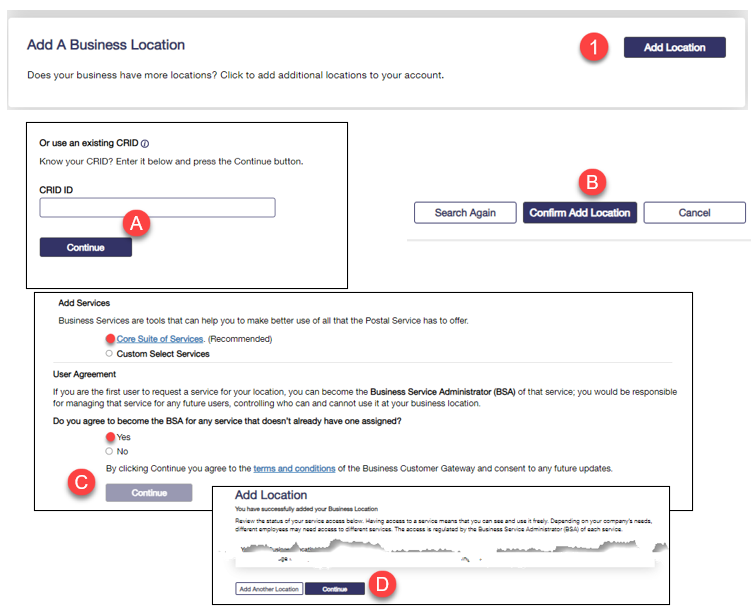 Add A Business Location
1
Add Location
Does your business have more locations? Click to add additional locations to your account.
Or use an existing CRID i
Know your CRID? Enter it below and press the Continue button.
CRID ID
A
Continue
B
Search Again
Confirm Add Location
Cancel
Add Services
Business Services are tools that can help you to make better use of all that the Postal Service has to offer.
Core Suite of Services. (Recommended)
Custom Select Services
User Agreement
If you are the first user to request a service for your location, you can become the Business Service Administrator (BSA) of that service; you would be responsible
for managing that service for any future users, controlling who can and cannot use it at your business location.
Do you agree to become the BSA for any service that doesn't already have one assigned?
Yes
No
By clicking Continue you agree to the terms and conditions of the Business Customer Gateway and consent to any future updates.
C
Continue
Add Location
You have successfully added your Business Location
Review the status of your service access below. Having access to a service means that you can see and use it freely. Depending on your company's needs,
different employees may need access to different services. The access is regulated by the Business Service Administrator (BSA) of each service.
Add Another Location
Continue
D